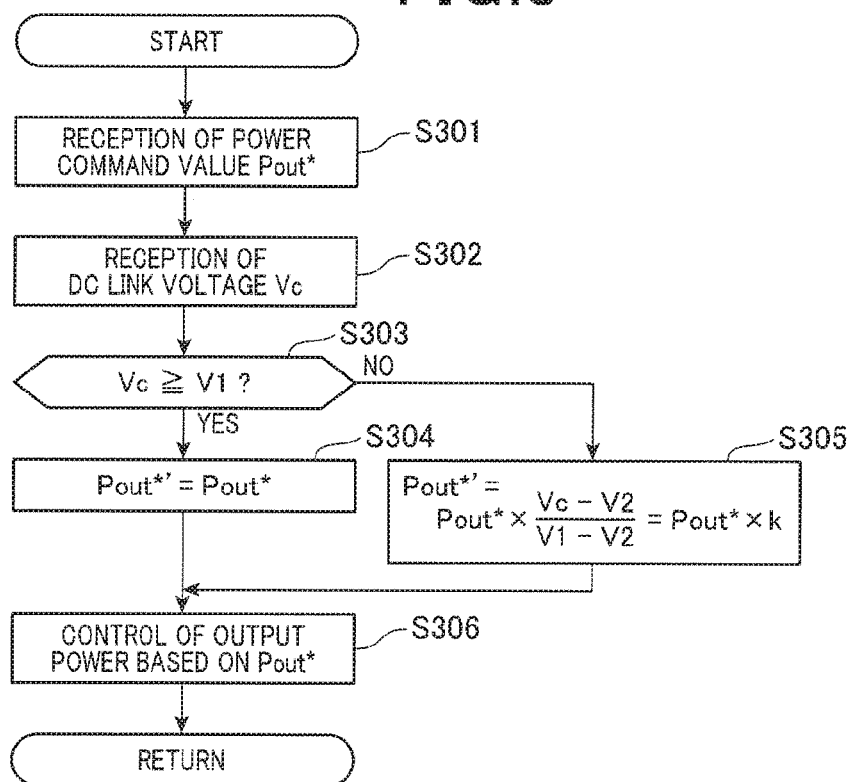 START
RECEPTION OF POWER
COMMAND VALUE Pout*
S301
RECEPTION OF
DC LINK VOLTAGE Vc
S302
S303
Vc ≧ V1 ?
NO
YES
S304
Pout*' = Pout*
S305
Pout*' =
Pout* × (Vc − V2)/(V1 − V2) = Pout* × k
CONTROL OF OUTPUT
POWER BASED ON Pout*
S306
RETURN